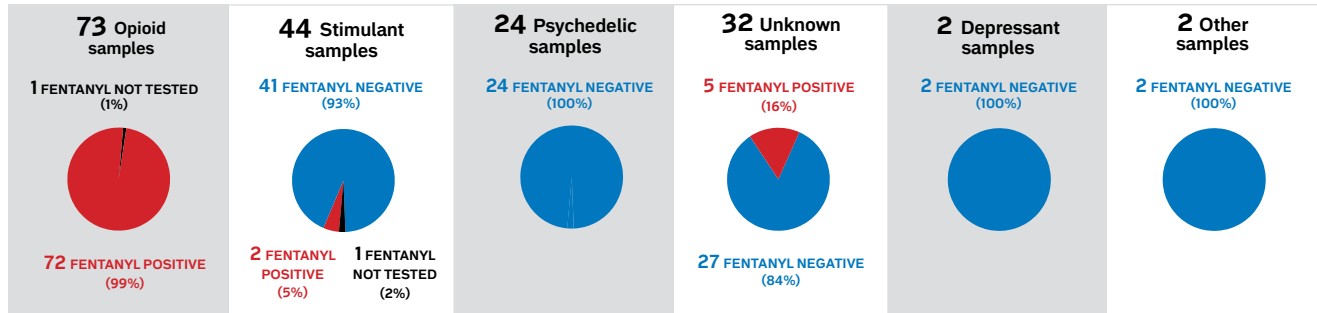 73 Opioid
samples
1 FENTANYL NOT TESTED
(1%)
72 FENTANYL POSITIVE
(99%)
44 Stimulant
samples
41 FENTANYL NEGATIVE
(93%)
2 FENTANYL
POSITIVE
(5%)
1 FENTANYL
NOT TESTED
(2%)
24 Psychedelic
samples
24 FENTANYL NEGATIVE
(100%)
32 Unknown
samples
5 FENTANYL POSITIVE
(16%)
27 FENTANYL NEGATIVE
(84%)
2 Depressant
samples
2 FENTANYL NEGATIVE
(100%)
2 Other
samples
2 FENTANYL NEGATIVE
(100%)